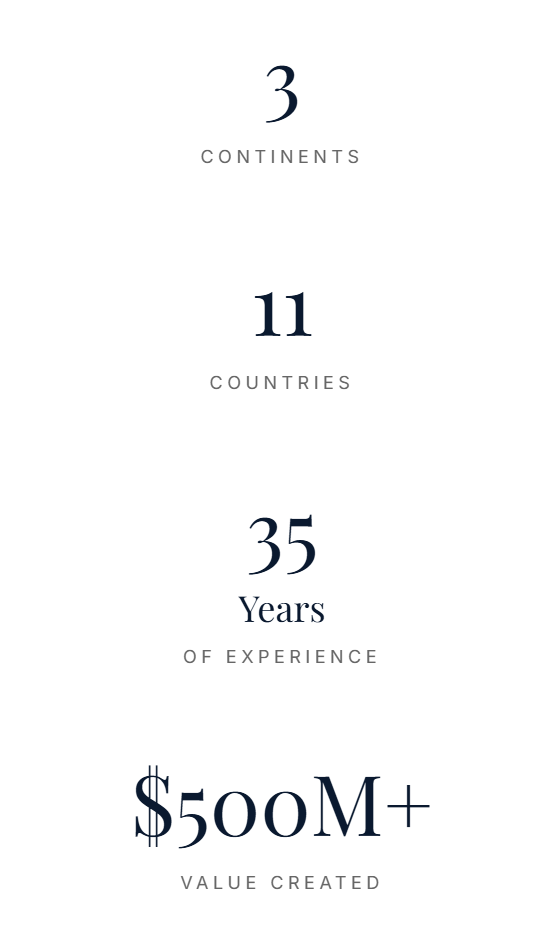 3
CONTINENTS
11
COUNTRIES
35
Years
OF EXPERIENCE
$500M+
VALUE CREATED